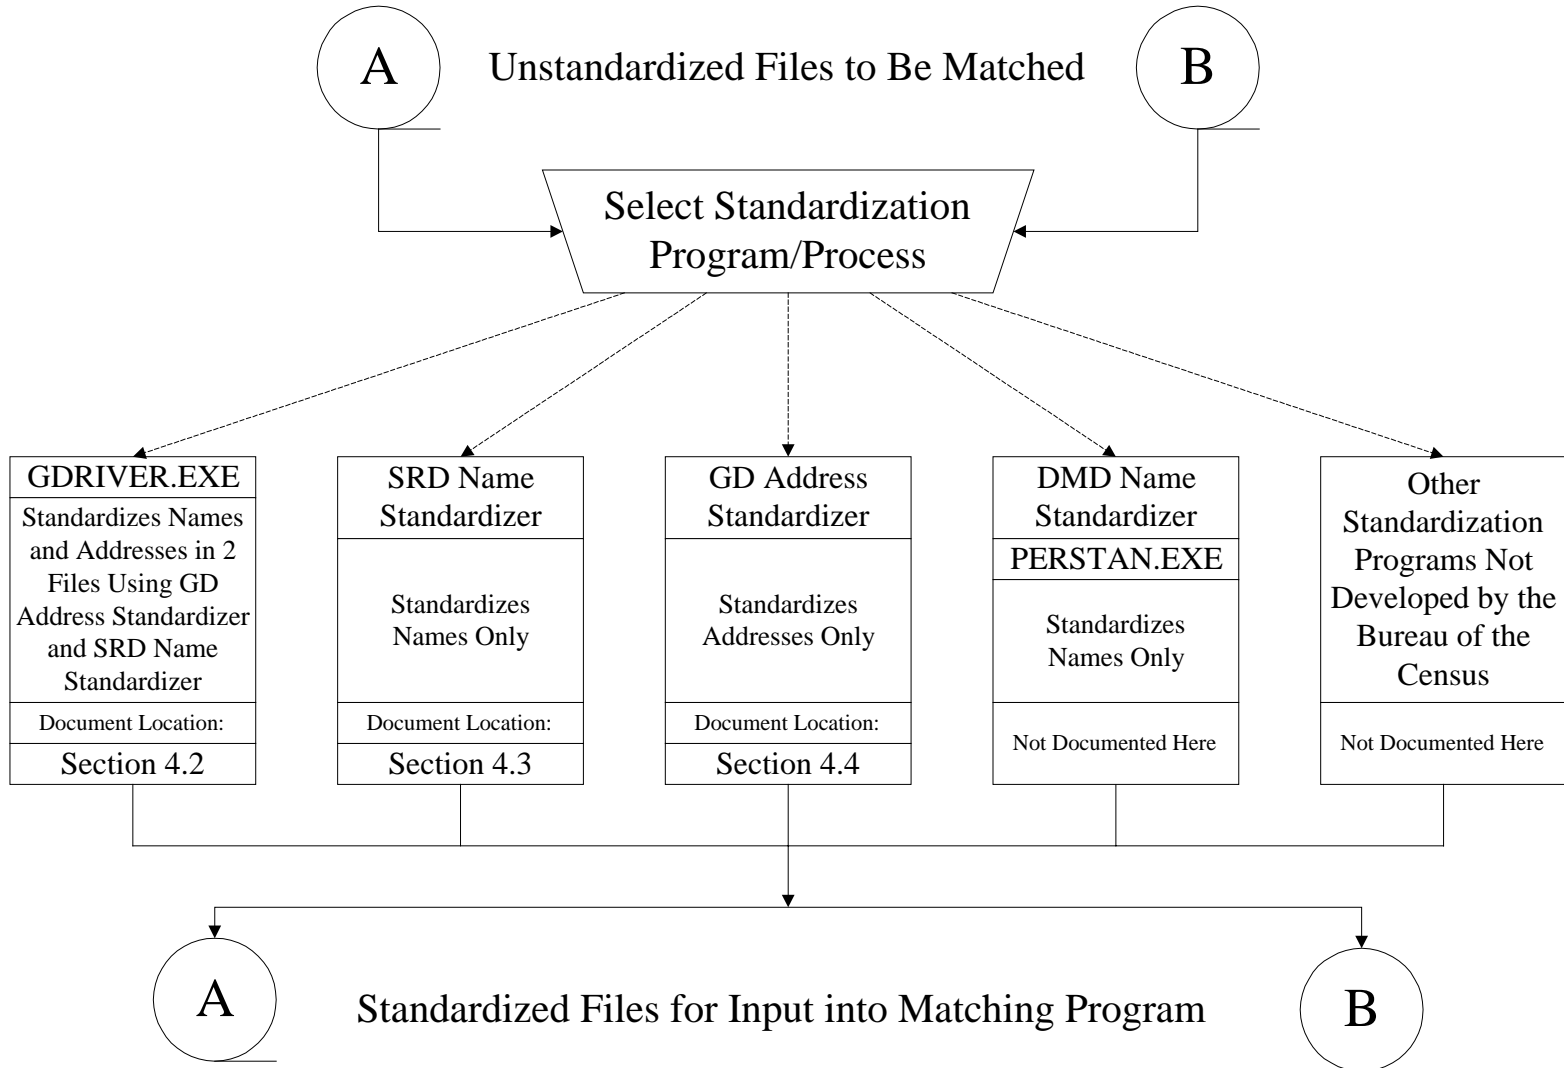 A
Unstandardized Files to Be Matched
B
Select Standardization
Program/Process
GDRIVER.EXE
Standardizes Names
and Addresses in 2
Files Using GD
Address Standardizer
and SRD Name
Standardizer
Document Location:
Section 4.2
SRD Name
Standardizer
Standardizes
Names Only
Document Location:
Section 4.3
GD Address
Standardizer
Standardizes
Addresses Only
Document Location:
Section 4.4
DMD Name
Standardizer
PERSTAN.EXE
Standardizes
Names Only
Not Documented Here
Other
Standardization
Programs Not
Developed by the
Bureau of the
Census
Not Documented Here
A
Standardized Files for Input into Matching Program
B